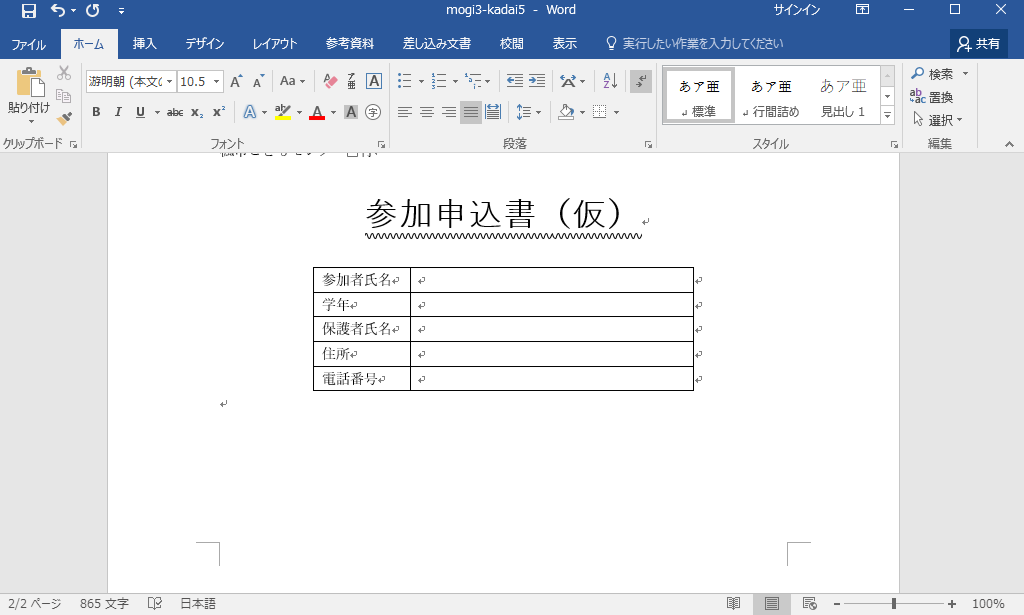 mogi3-kadai5 - Word
サインイン
ファイル ホーム 挿入 デザイン レイアウト 参考資料 差し込み文書 校閲 表示 実行したい作業を入力してください 共有
游明朝 (本文の 10.5
Aa
あア亜 あア亜 あア亜
検索
貼り付け
置換
B I U abc x₂ x² A ab A A 字
標準 行間詰め 見出し 1
選択
クリップボード フォント 段落 スタイル 編集
参加申込書（仮）
参加者氏名
学年
保護者氏名
住所
電話番号
2/2 ページ 865 文字 日本語 100%